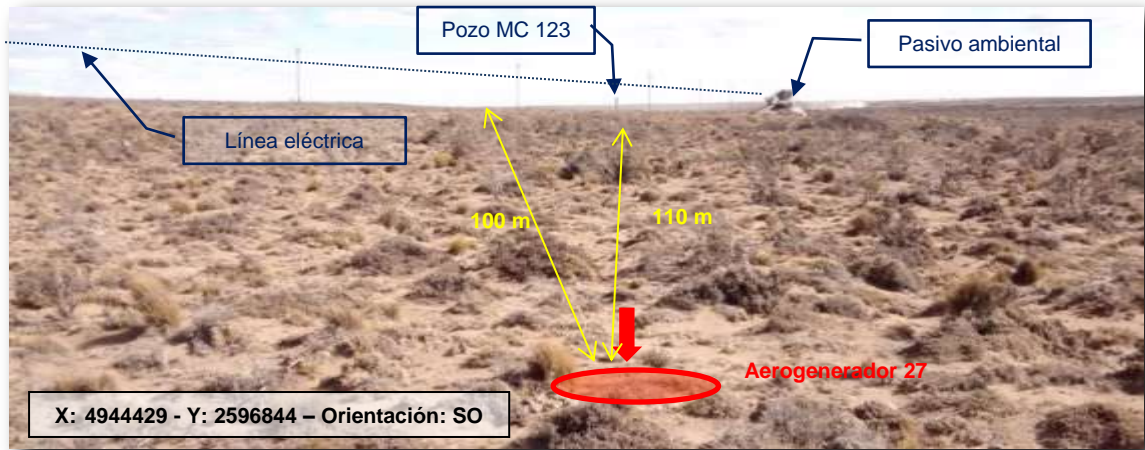 Pozo MC 123
Pasivo ambiental
Línea eléctrica
100 m
110 m
Aerogenerador 27
X: 4944429 - Y: 2596844 – Orientación: SO